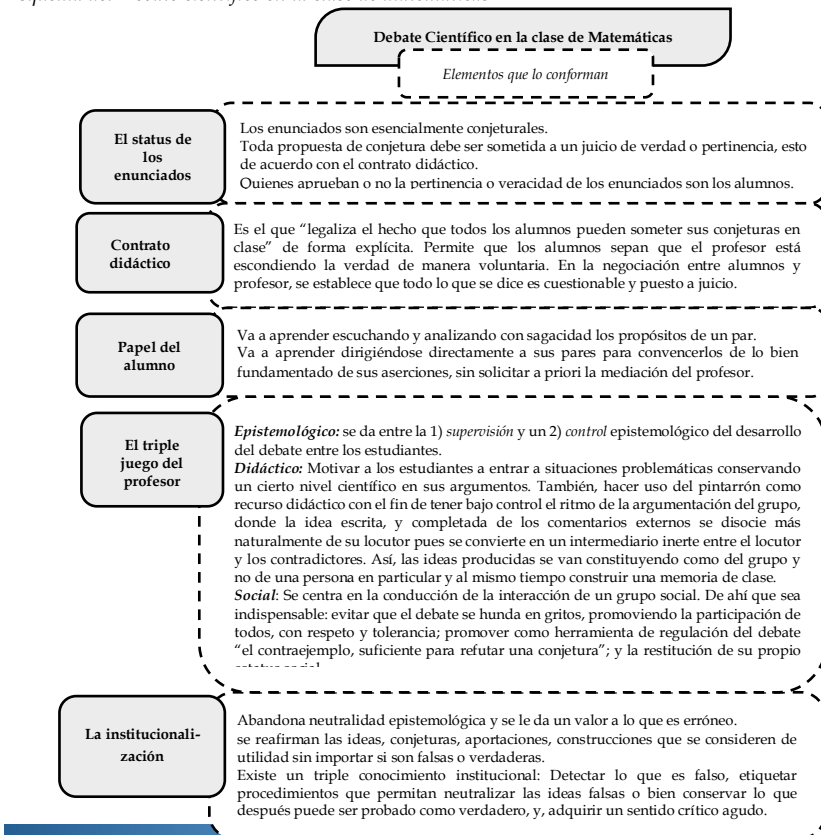 Debate Científico en la clase de Matemáticas
Elementos que lo conforman
El status de
los
enunciados
Los enunciados son esencialmente conjeturales.
Toda propuesta de conjetura debe ser sometida a un juicio de verdad o pertinencia, esto
de acuerdo con el contrato didáctico.
Quienes aprueban o no la pertinencia o veracidad de los enunciados son los alumnos.
Contrato
didáctico
Es el que “legaliza el hecho que todos los alumnos pueden someter sus conjeturas en
clase” de forma explícita. Permite que los alumnos sepan que el profesor está
escondiendo la verdad de manera voluntaria. En la negociación entre alumnos y
profesor, se establece que todo lo que se dice es cuestionable y puesto a juicio.
Papel del
alumno
Va a aprender escuchando y analizando con sagacidad los propósitos de un par.
Va a aprender dirigiéndose directamente a sus pares para convencerlos de lo bien
fundamentado de sus aserciones, sin solicitar a priori la mediación del profesor.
El triple
juego del
profesor
Epistemológico: se da entre la 1) supervisión y un 2) control epistemológico del desarrollo
del debate entre los estudiantes.
Didáctico: Motivar a los estudiantes a entrar a situaciones problemáticas conservando
un cierto nivel científico en sus argumentos. También, hacer uso del pintarrón como
recurso didáctico con el fin de tener bajo control el ritmo de la argumentación del grupo,
donde la idea escrita, y completada de los comentarios externos se disocie más
naturalmente de su locutor pues se convierte en un intermediario inerte entre el locutor
y los contradictores. Así, las ideas producidas se van constituyendo como del grupo y
no de una persona en particular y al mismo tiempo construir una memoria de clase.
Social: Se centra en la conducción de la interacción de un grupo social. De ahí que sea
indispensable: evitar que el debate se hunda en gritos, promoviendo la participación de
todos, con respeto y tolerancia; promover como herramienta de regulación del debate
“el contraejemplo, suficiente para refutar una conjetura”; y la restitución de su propio
La institucionali-
zación
Abandona neutralidad epistemológica y se le da un valor a lo que es erróneo.
se reafirman las ideas, conjeturas, aportaciones, construcciones que se consideren de
utilidad sin importar si son falsas o verdaderas.
Existe un triple conocimiento institucional: Detectar lo que es falso, etiquetar
procedimientos que permitan neutralizar las ideas falsas o bien conservar lo que
después puede ser probado como verdadero, y, adquirir un sentido crítico agudo.